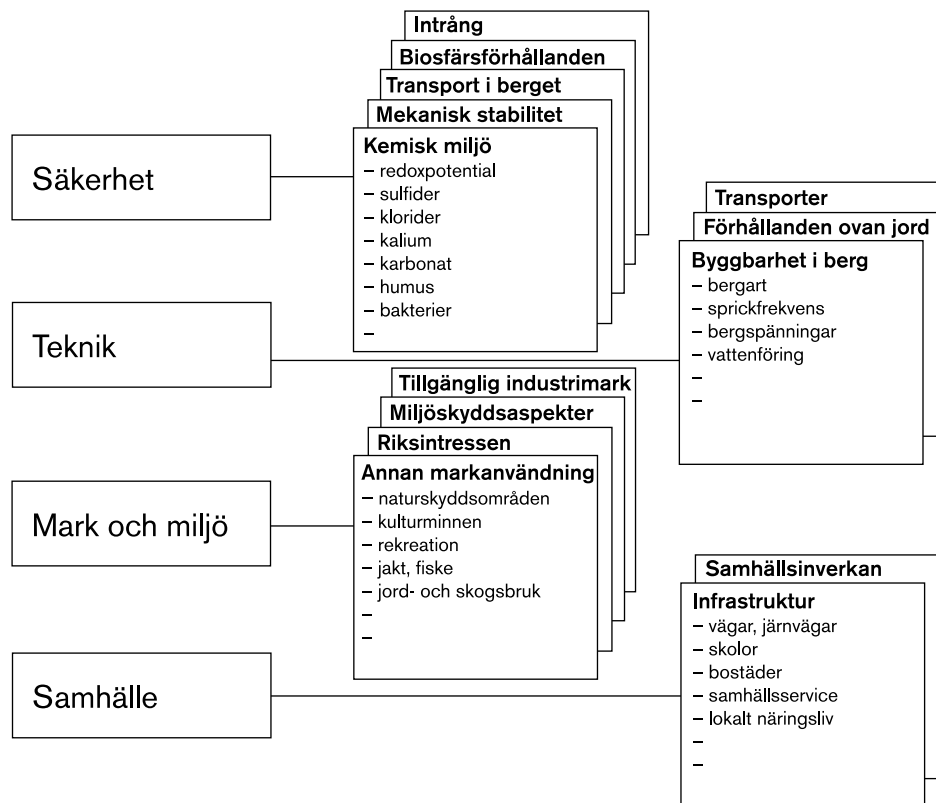 Säkerhet
Intrång
Biosfärsförhållanden
Transport i berget
Mekanisk stabilitet
Kemisk miljö
– redoxpotential
– sulfider
– klorider
– kalium
– karbonat
– humus
– bakterier
–
Teknik
Transporter
Förhållanden ovan jord
Byggbarhet i berg
– bergart
– sprickfrekvens
– bergspänningar
– vattenföring
–
–
Mark och miljö
Tillgänglig industrimark
Miljöskyddsaspekter
Riksintressen
Annan markanvändning
– naturskyddsområden
– kulturminnen
– rekreation
– jakt, fiske
– jord- och skogsbruk
–
–
Samhälle
Samhällsinverkan
Infrastruktur
– vägar, järnvägar
– skolor
– bostäder
– samhällsservice
– lokalt näringsliv
–
–